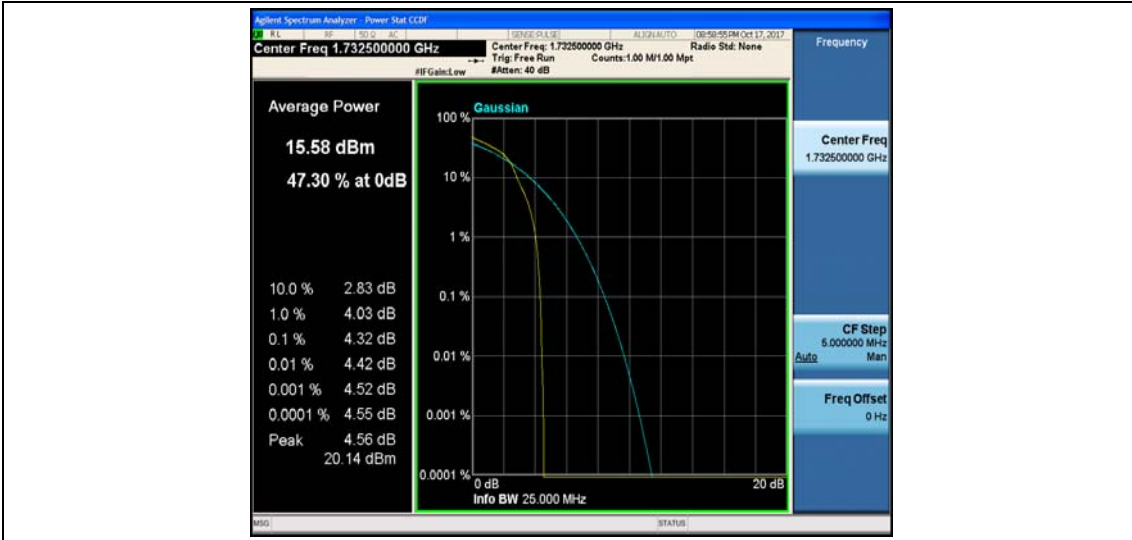 Agilent Spectrum Analyzer - Power Stat CCDF
RL RF 50 Ω AC SENSE:PULSE ALIGNAUTO 08:58:55PM Oct 17, 2017
Center Freq 1.732500000 GHz
Center Freq: 1.732500000 GHz Radio Std: None
Trig: Free Run Counts:1.00 M/1.00 Mpt
#IFGain:Low #Atten: 40 dB
Frequency
Average Power
15.58 dBm
47.30 % at 0dB
10.0 % 2.83 dB
1.0 % 4.03 dB
0.1 % 4.32 dB
0.01 % 4.42 dB
0.001 % 4.52 dB
0.0001 % 4.55 dB
Peak 4.56 dB
20.14 dBm
Gaussian
100 %
10 %
1 %
0.1 %
0.01 %
0.001 %
0.0001 %
0 dB 20 dB
Info BW 25.000 MHz
Center Freq
1.732500000 GHz
CF Step
5.000000 MHz
Auto Man
Freq Offset
0 Hz
MSG STATUS